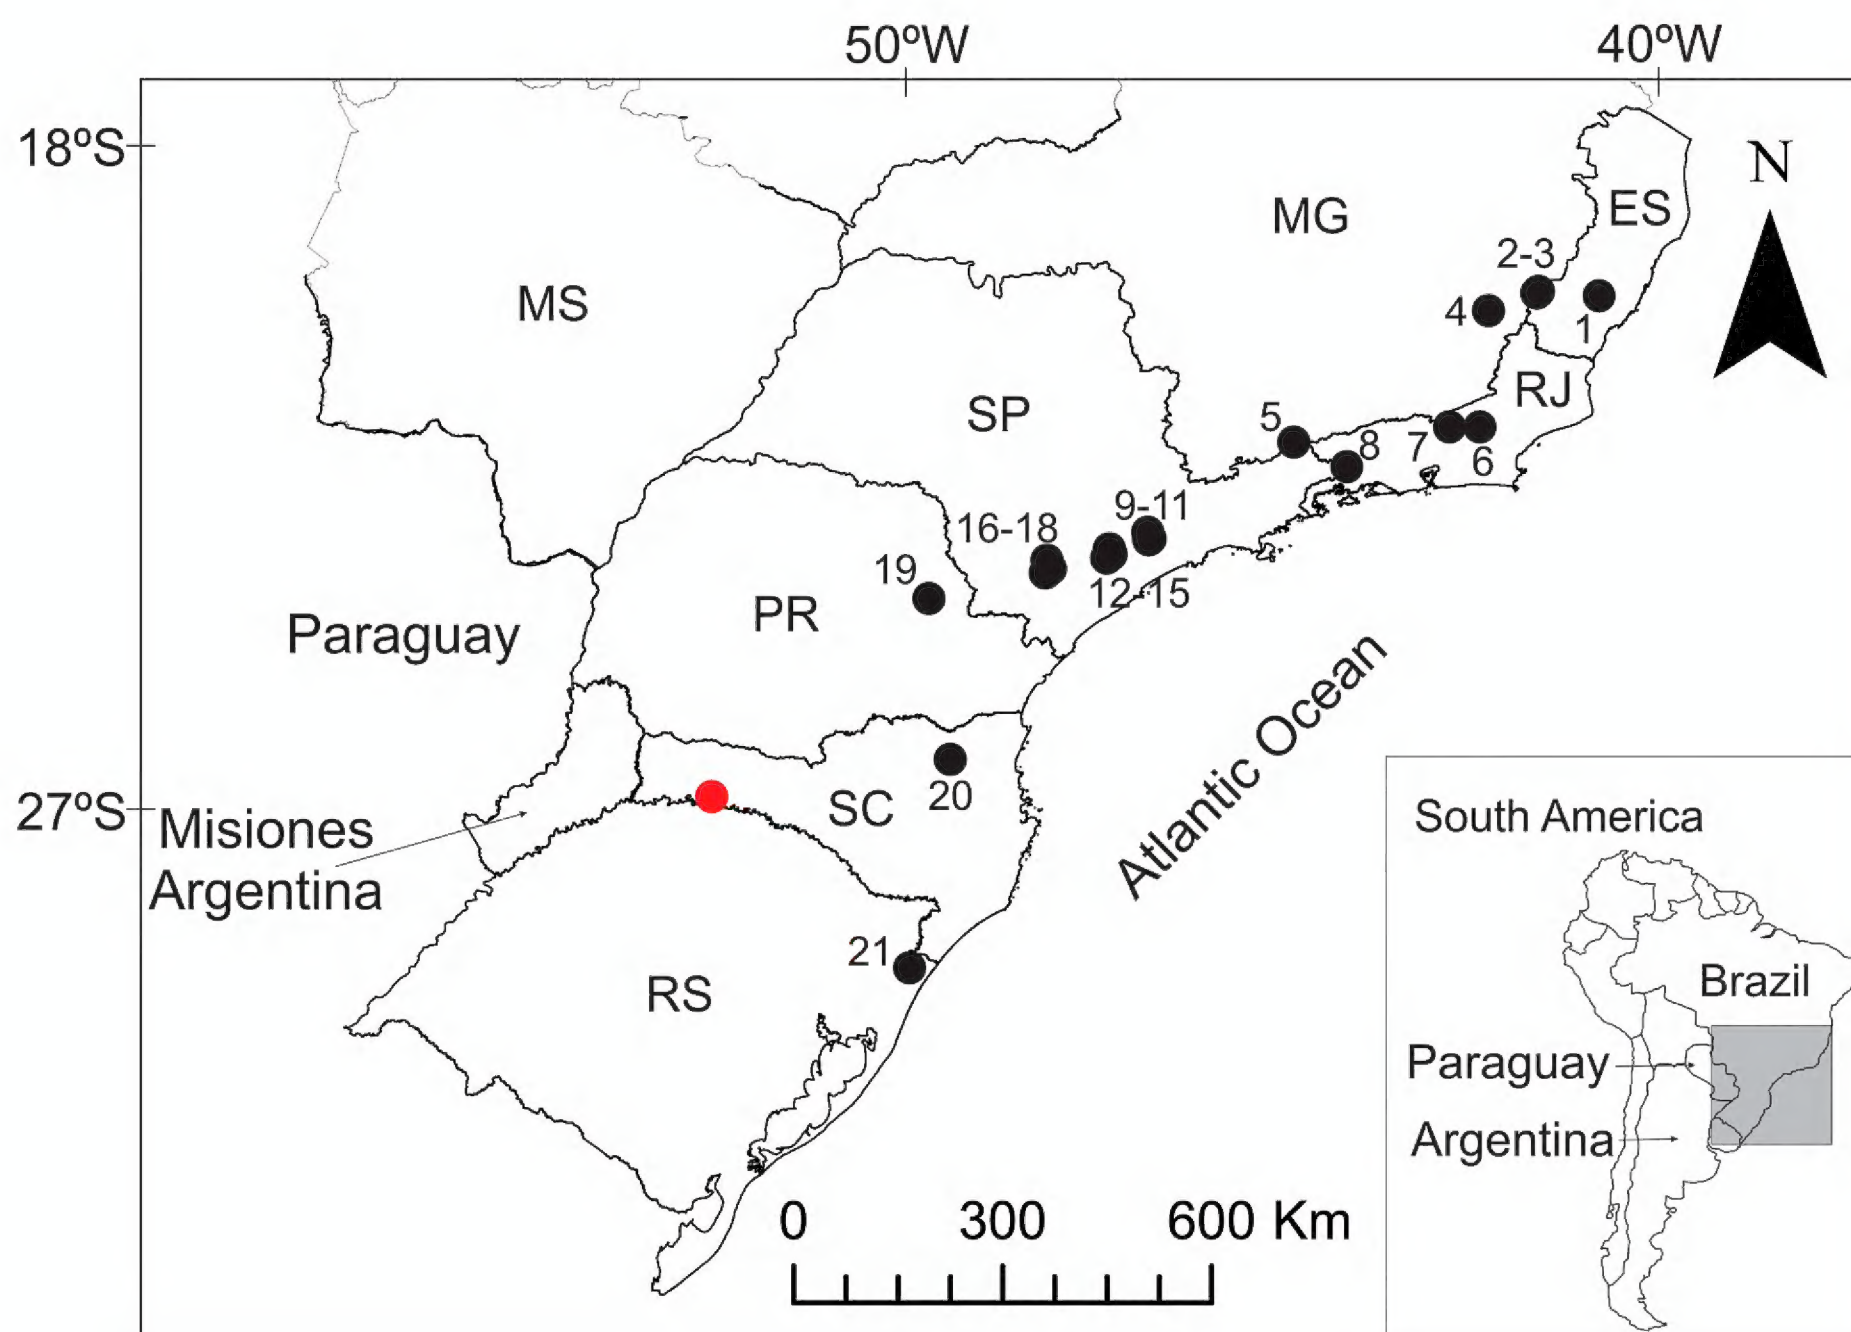 50ºW
40ºW
18ºS
N
ES
MG
2-3
MS
4
1
RJ
SP
5
8
7
6
9-11
16-18
19
12-15
PR
Paraguay
Atlantic Ocean
20
SC
27ºS
Misiones
Argentina
South America
21
RS
Brazil
Paraguay
Argentina
0 300 600 Km